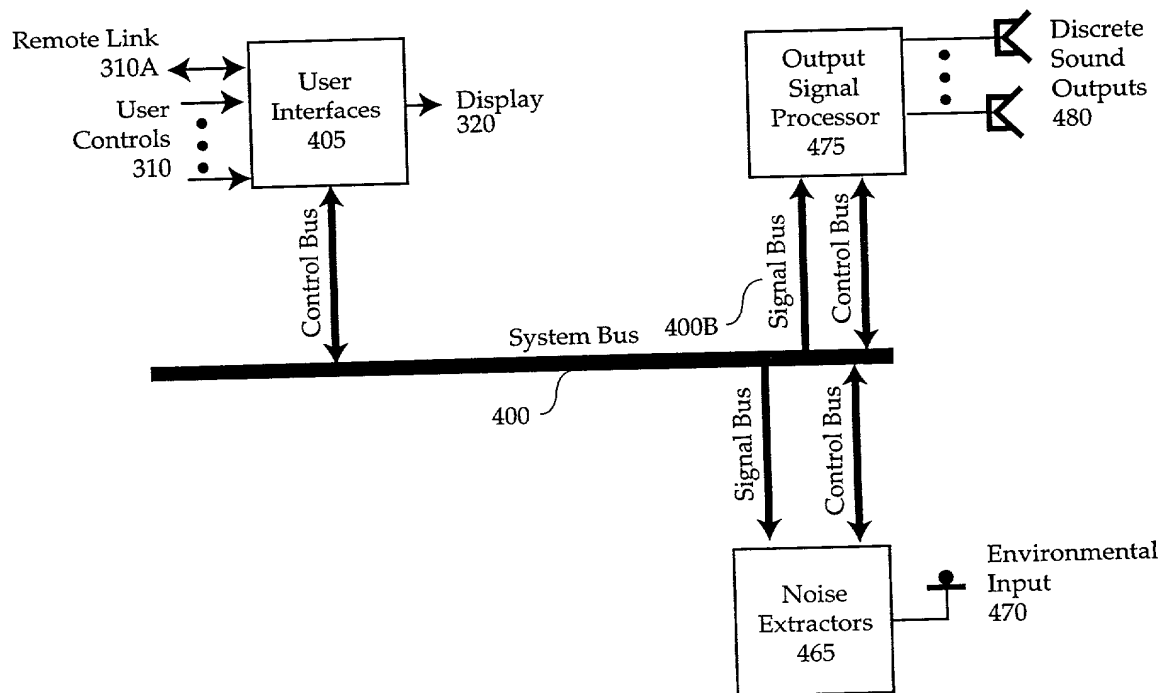 Remote Link
310A
User
Controls
310
User
Interfaces
405
Display
320
Output
Signal
Processor
475
Discrete
Sound
Outputs
480
Control Bus
Signal Bus
Control Bus
400B
System Bus
400
Signal Bus
Control Bus
Noise
Extractors
465
Environmental
Input
470